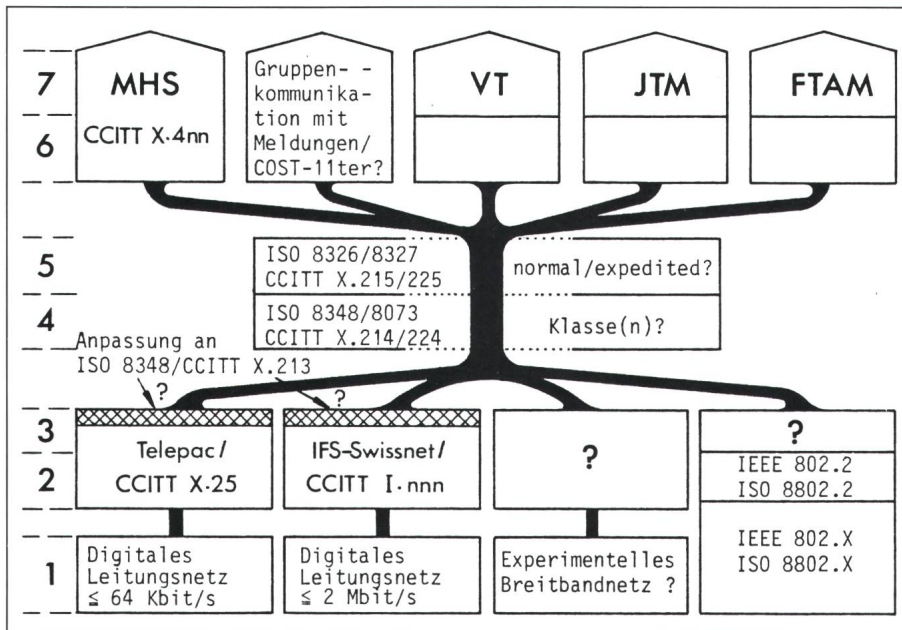 7
MHS
CCITT X.4nn
Gruppen- -
kommunika-
tion mit
Meldungen/
COST-11ter?
VT
JTM
FTAM
6
5
ISO 8326/8327
CCITT X.215/225
normal/expedited?
4
ISO 8348/8073
CCITT X.214/224
Klasse(n)?
Anpassung an
ISO 8348/CCITT X.213
?
?
3
Telepac/
CCITT X.25
IFS-Swissnet/
CCITT I.nnn
?
?
2
IEEE 802.2
ISO 8802.2
1
Digitales
Leitungsnetz
≦ 64 Kbit/s
Digitales
Leitungsnetz
≦ 2 Mbit/s
Experimentelles
Breitbandnetz ?
IEEE 802.X
ISO 8802.X